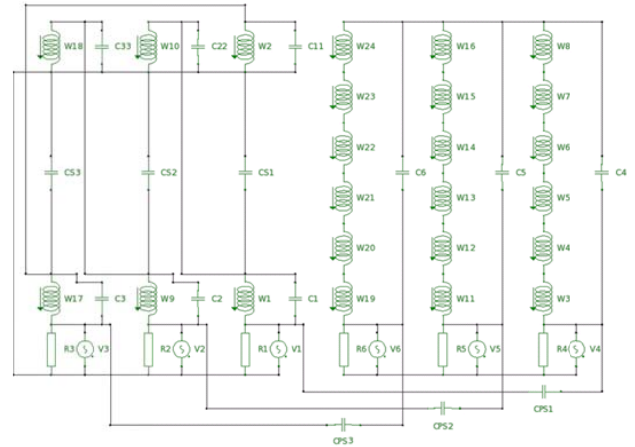 W18 C33 W10 C22 W2 C11 W24 W16 W8
W23 W15 W7
W22 W14 W6
CS3 CS2 CS1 C6 C5 C4
W21 W13 W5
W20 W12 W4
W17 C3 W9 C2 W1 C1 W19 W11 W3
R3 V3 R2 V2 R1 V1 R6 V6 R5 V5 R4 V4
CPS1
CPS2
CPS3